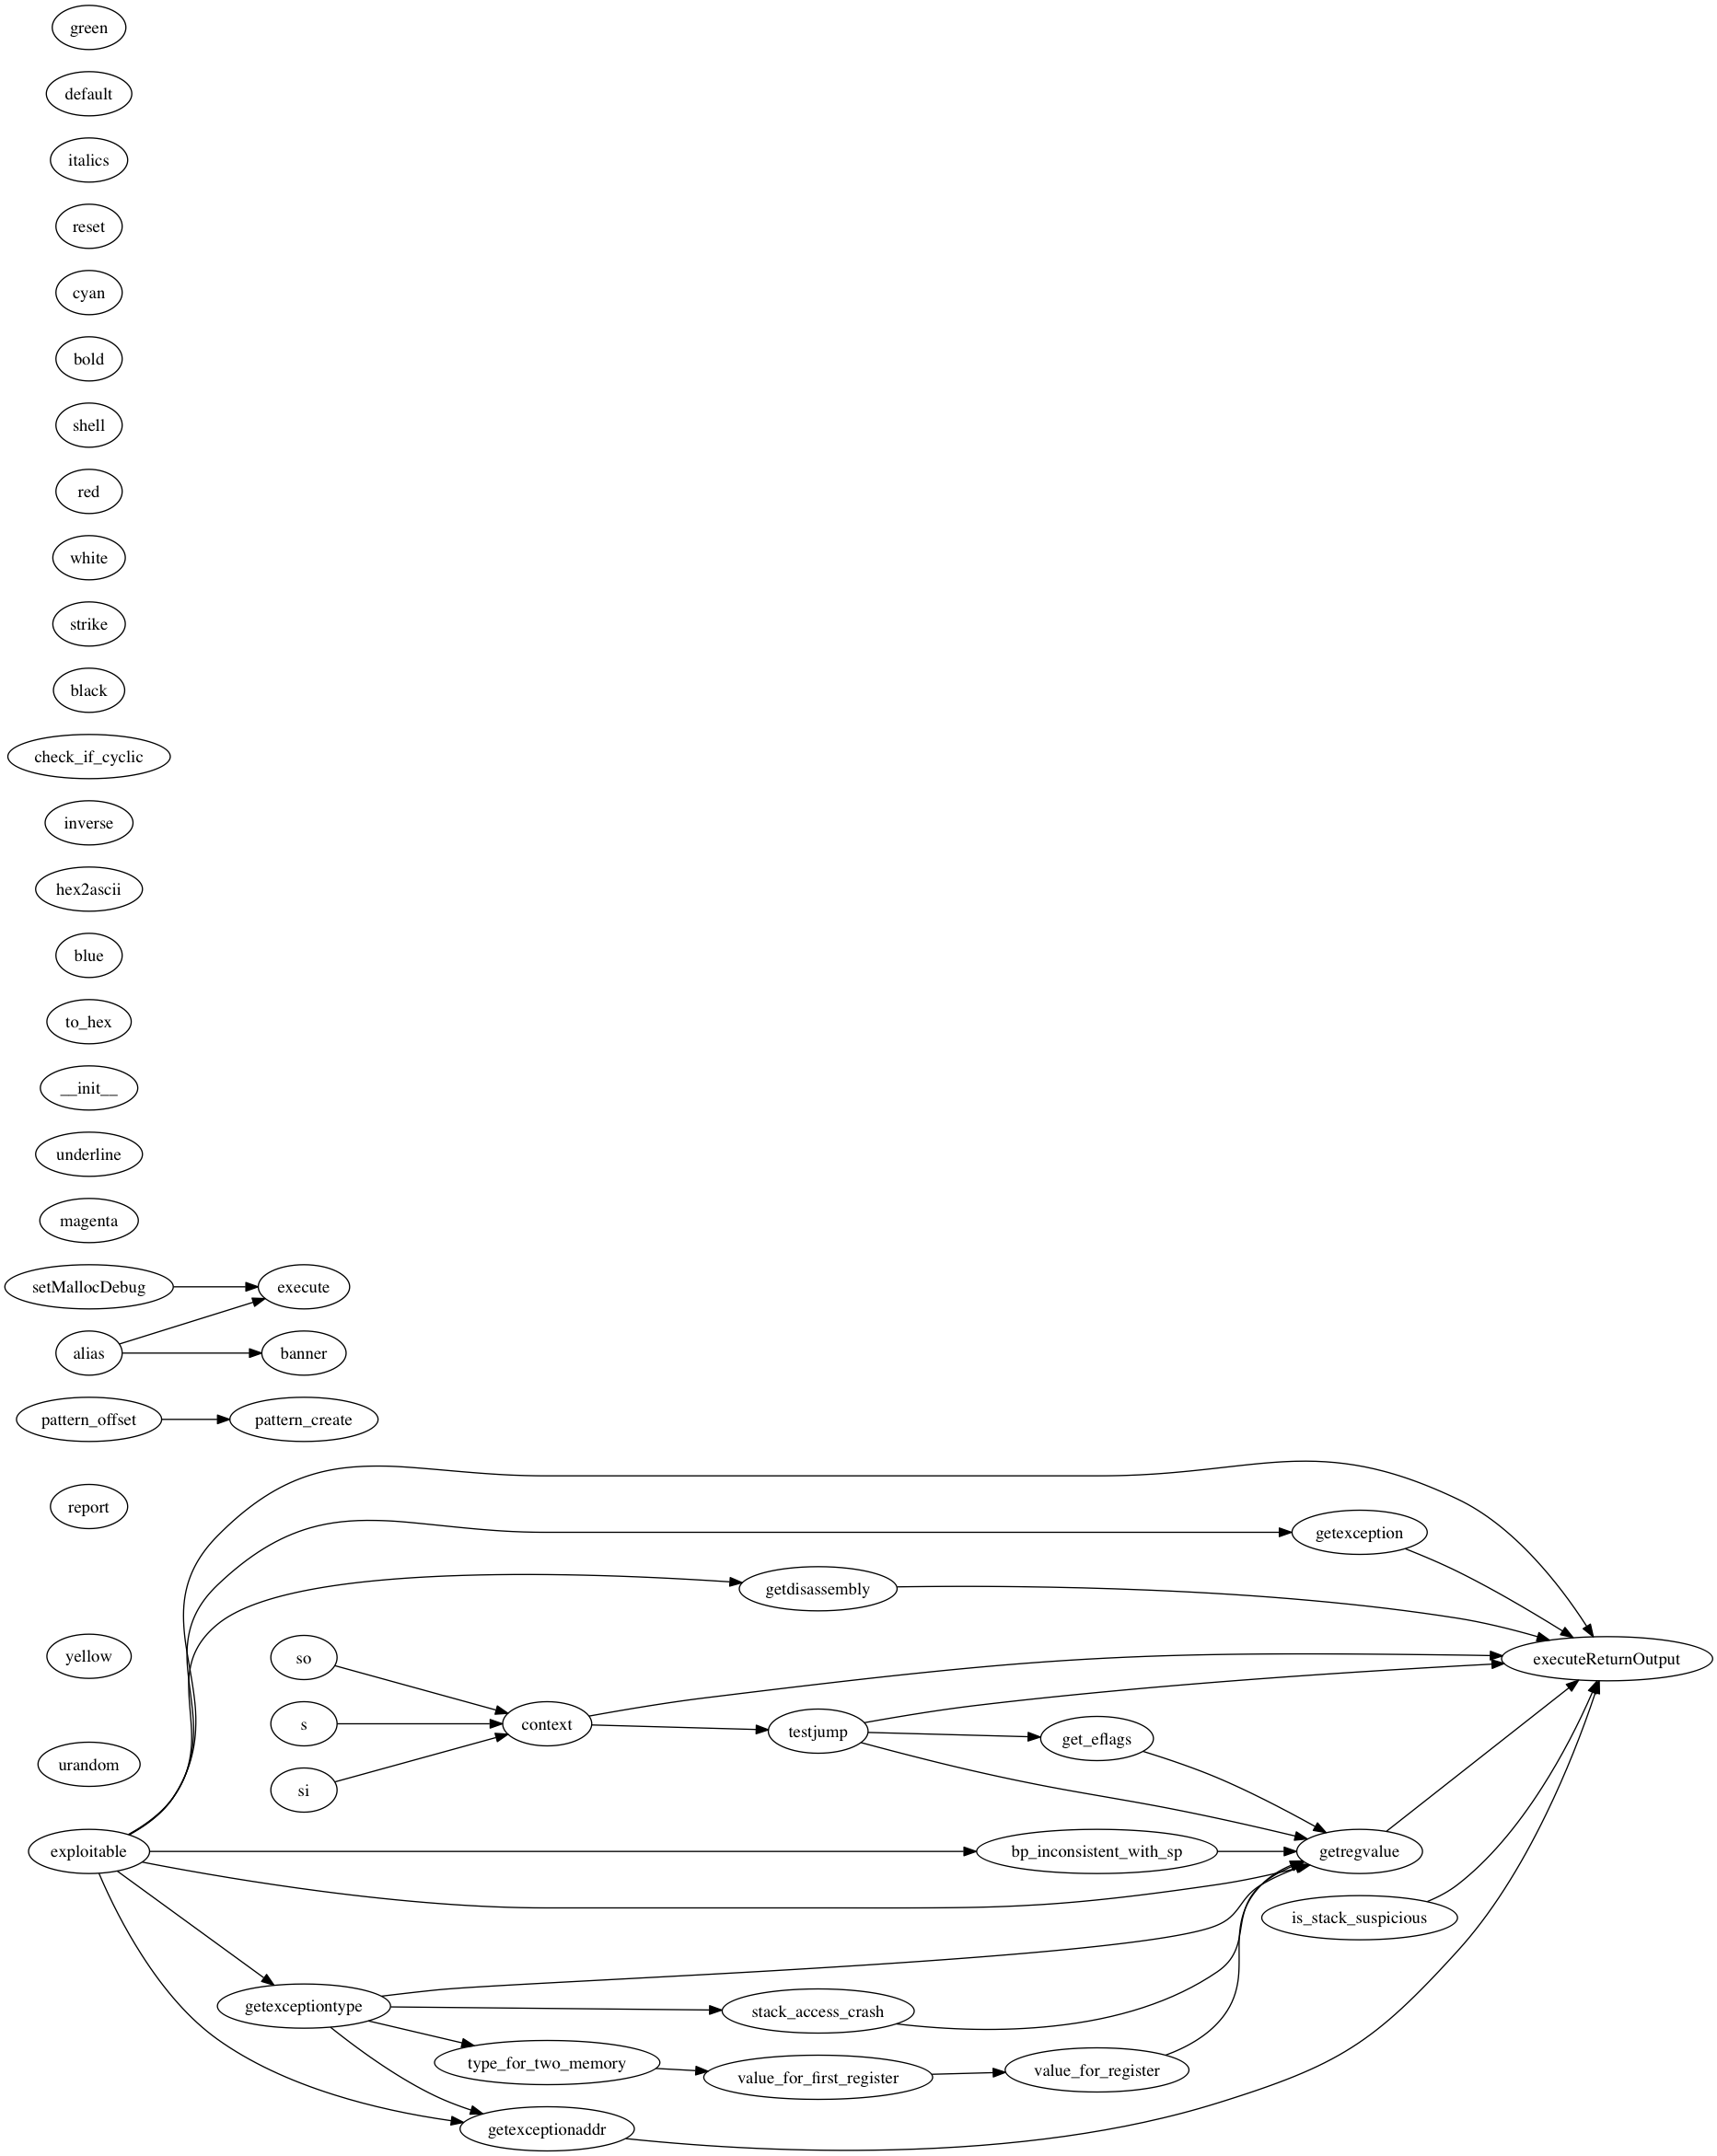 green
default
italics
reset
cyan
bold
shell
red
white
strike
black
check_if_cyclic
inverse
hex2ascii
blue
to_hex
__init__
underline
magenta
setMallocDebug
execute
alias
banner
pattern_offset
pattern_create
report
getexception
getdisassembly
yellow
so
executeReturnOutput
s
context
testjump
get_eflags
urandom
si
exploitable
bp_inconsistent_with_sp
getregvalue
is_stack_suspicious
getexceptiontype
stack_access_crash
type_for_two_memory
value_for_first_register
value_for_register
getexceptionaddr